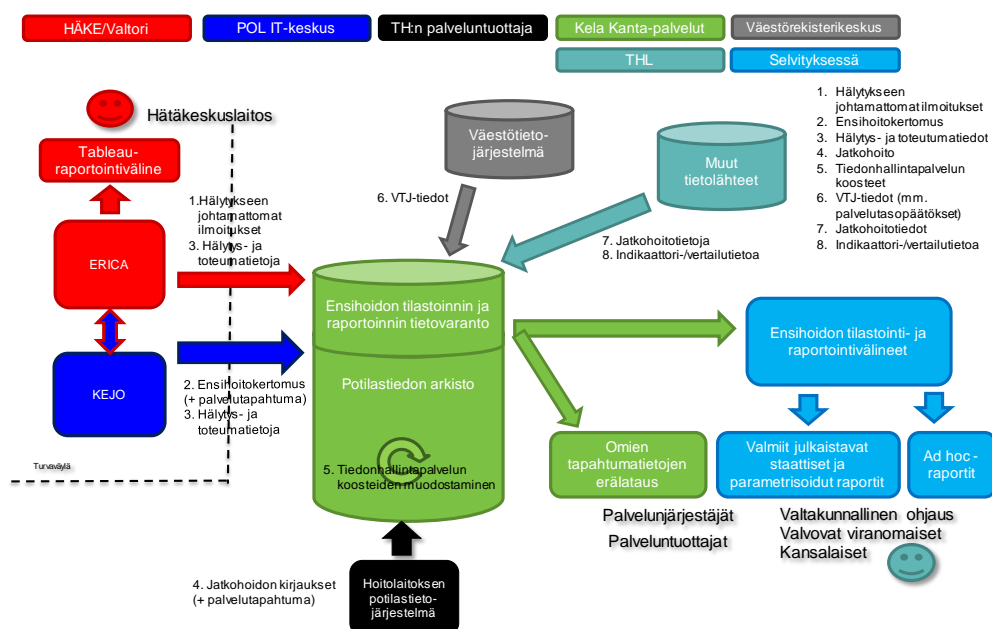 HÄKE/Valtori
POL IT-keskus
TH:n palveluntuottaja
Kela Kanta-palvelut
Väestörekisterikeskus
THL
Selvityksessä
Hätäkeskuslaitos
Tableau-
raportointiväline
ERICA
KEJO
Turvaväylä
1.Hälytykseen
johtamattomat
ilmoitukset
3. Hälytys- ja
toteumatietoja
2. Ensihoitokertomus
(+ palvelutapahtuma)
3. Hälytys- ja
toteumatietoja
Väestötieto-
järjestelmä
6. VTJ-tiedot
Muut
tietolähteet
7. Jatkohoitotietoja
8. Indikaattori-/vertailutietoa
1. Hälytykseen
johtamattomat ilmoitukset
2. Ensihoitokertomus
3. Hälytys- ja toteutumatiedot
4. Jatkohoito
5. Tiedonhallintapalvelun
koosteet
6. VTJ-tiedot (mm.
palvelutasopäätökset)
7. Jatkohoitotiedot
8. Indikaattori-/vertailutietoa
Ensihoidon tilastoinnin ja
raportoinnin tietovaranto
Potilastiedon arkisto
5. Tiedonhallintapalvelun
koosteiden muodostaminen
4. Jatkohoidon kirjaukset
(+ palvelutapahtuma)
Hoitolaitoksen
potilastieto-
järjestelmä
Ensihoidon tilastointi- ja
raportointivälineet
Omien
tapahtumatietojen
erälataus
Valmiit julkaistavat
staattiset ja
parametrisoidut raportit
Ad hoc -
raportit
Palvelunjärjestäjät
Palveluntuottajat
Valtakunnallinen ohjaus
Valvovat viranomaiset
Kansalaiset